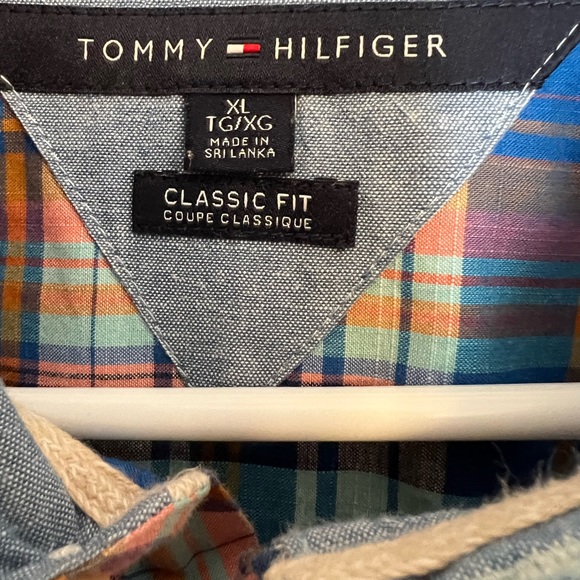 TOMMY HILFIGER
XL
TG/XG
MADE IN
SRI LANKA
CLASSIC FIT
COUPE CLASSIQUE